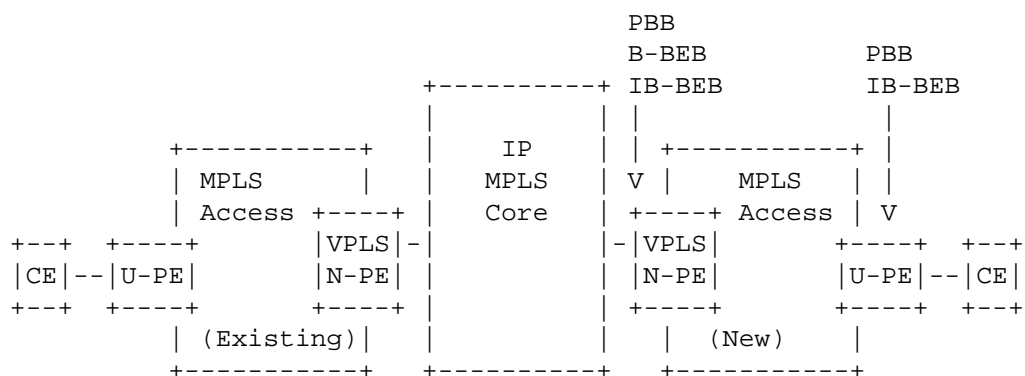 PBB
B-BEB PBB
IB-BEB IB-BEB
IP
MPLS MPLS V MPLS
Access Core Access V
VPLS VPLS
CE U-PE N-PE N-PE U-PE CE
(Existing) (New)